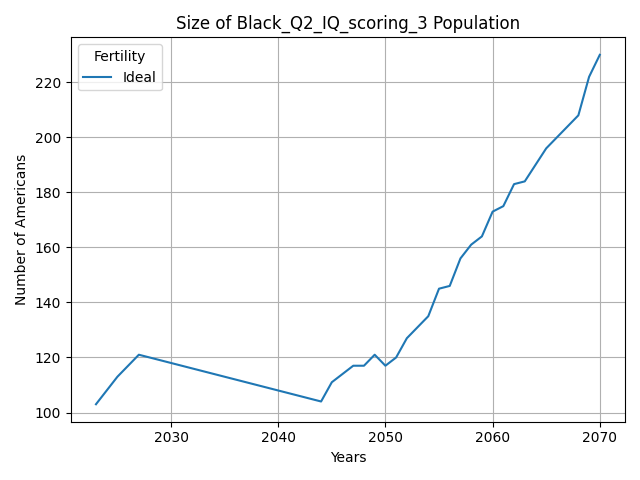 Size of Black_Q2_IQ_scoring_3 Population
Fertility
Ideal
Number of Americans
220
200
180
160
140
120
100
2030
2040
2050
2060
2070
Years